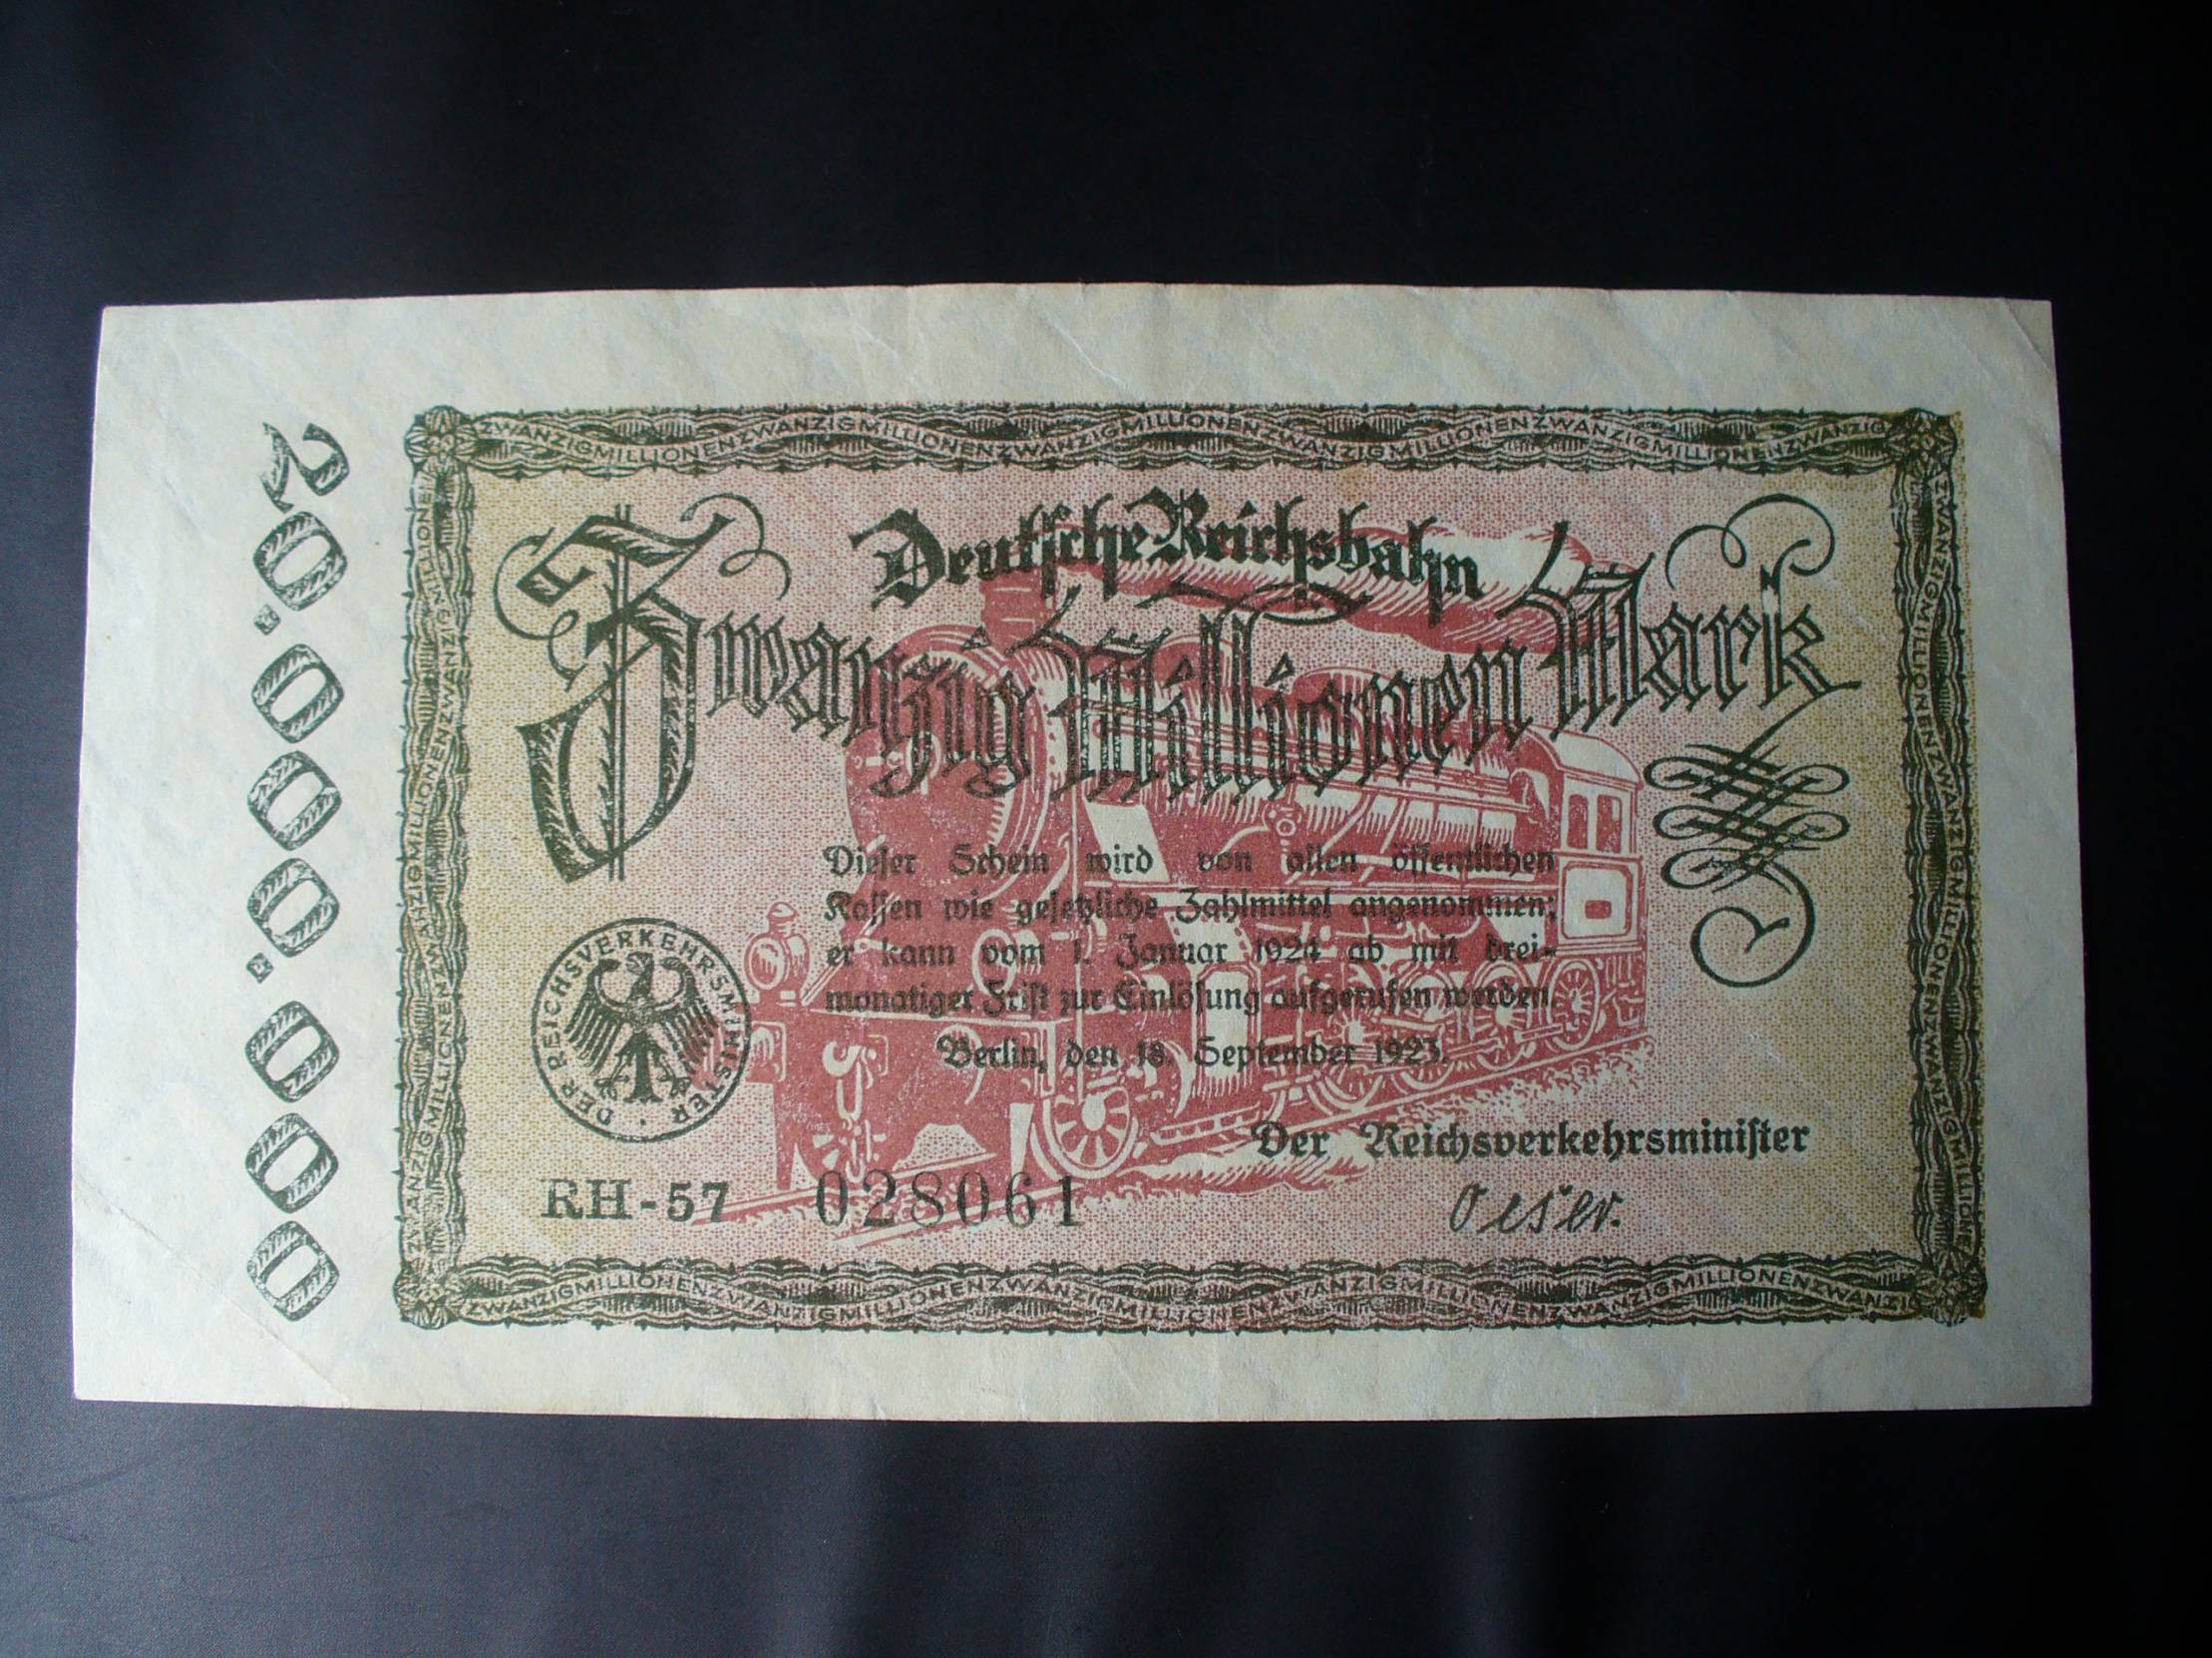 20.000.000
ZWANZIGMILLIONENZWANZIGMILLIONENZWANZIGMILLIONENZWANZIGMILLIONENZWANZIGMILLIONENZWANZIG
Deutsche Reichsbahn
Zwanzig Millionen Mark
Dieser Schein wird von allen öffentlichen
Kassen wie gesetzliche Zahlmittel angenommen;
er kann vom 1. Januar 1924 ab mit drei-
monatiger Frist zur Einlösung aufgerufen werden.
Berlin, den 18. September 1923.
DER REICHSVERKEHRSMINISTER
Der Reichsverkehrsminister
RH-57 028061
Oeser.